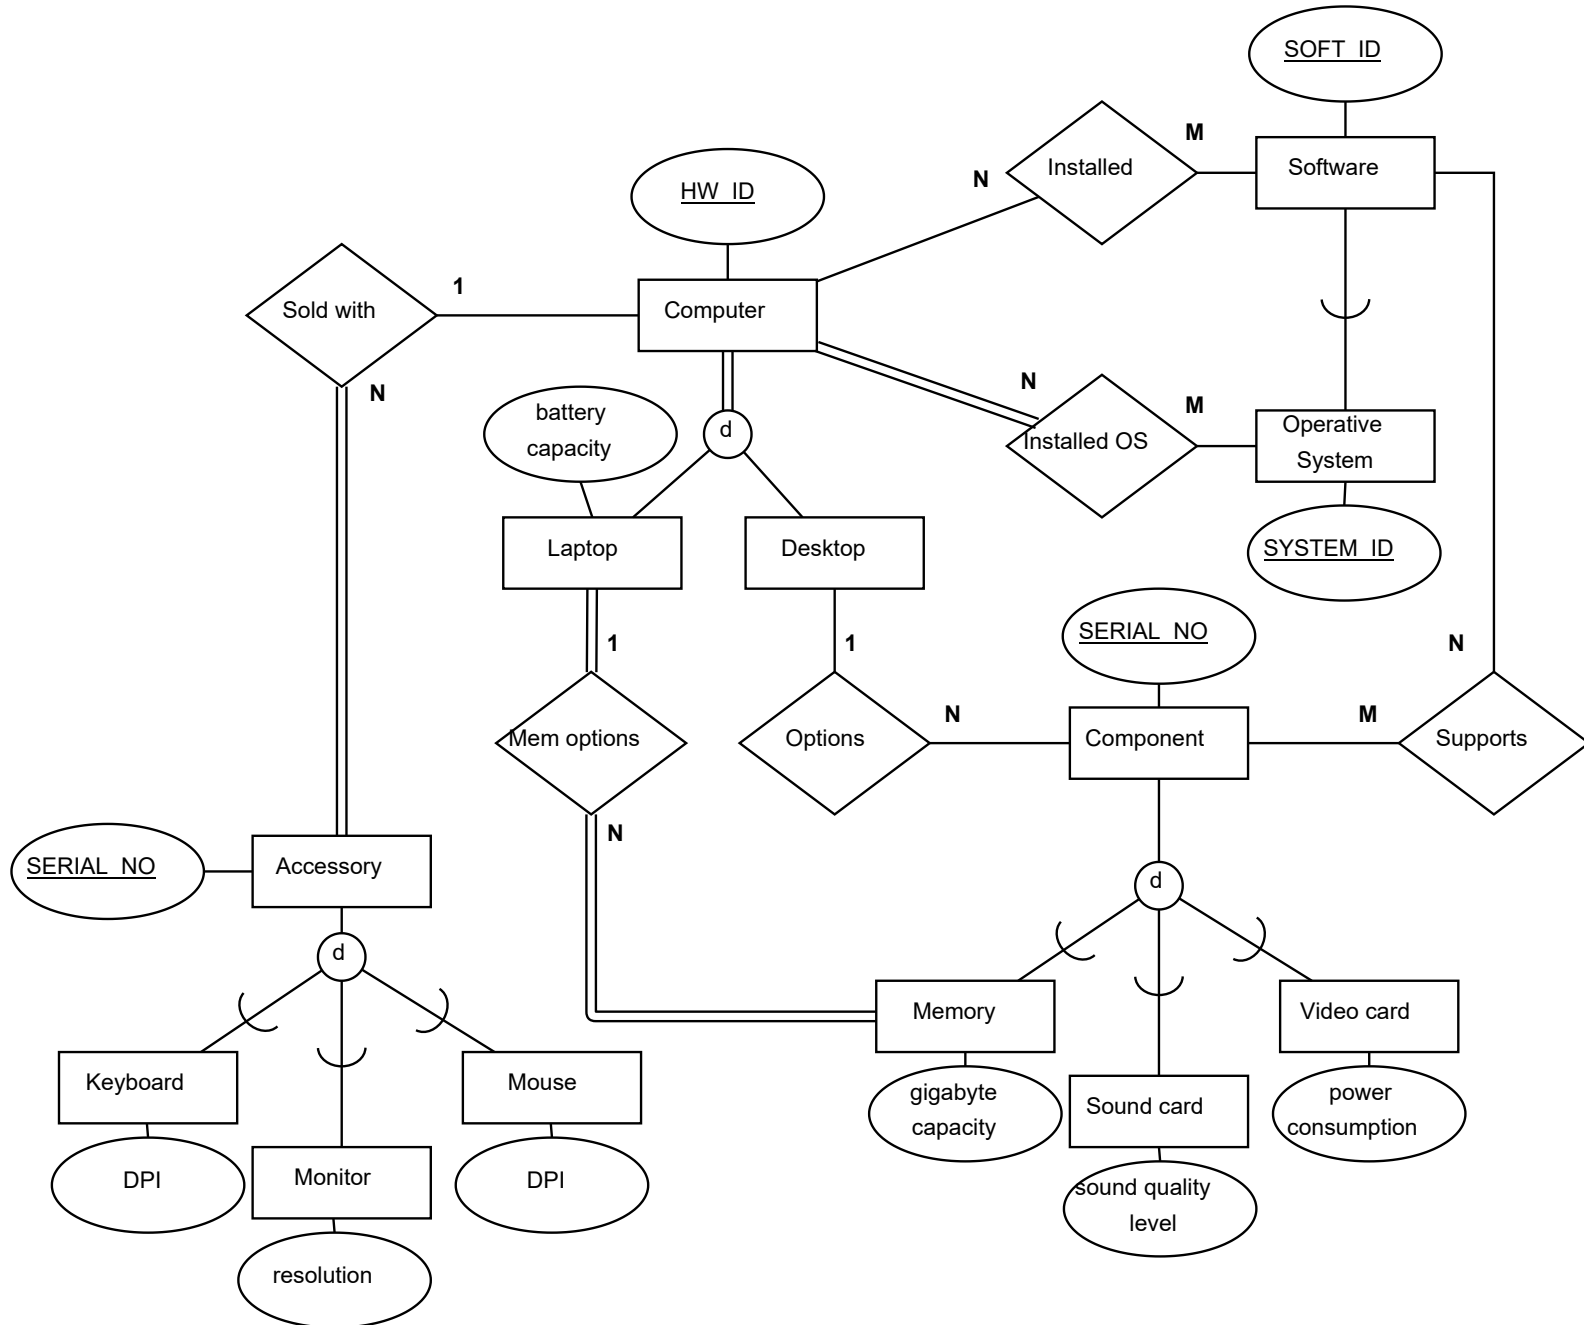 SOFT_ID
M
Installed
Software
N
HW_ID
1
Sold with
Computer
N
N
M
battery
capacity
d
Installed OS
Operative
System
Laptop
Desktop
SYSTEM_ID
SERIAL_NO
1
1
N
N
M
Mem options
Options
Component
Supports
N
SERIAL_NO
Accessory
d
d
Memory
Video card
Keyboard
Mouse
gigabyte
capacity
Sound card
power
consumption
DPI
Monitor
DPI
sound quality
level
resolution